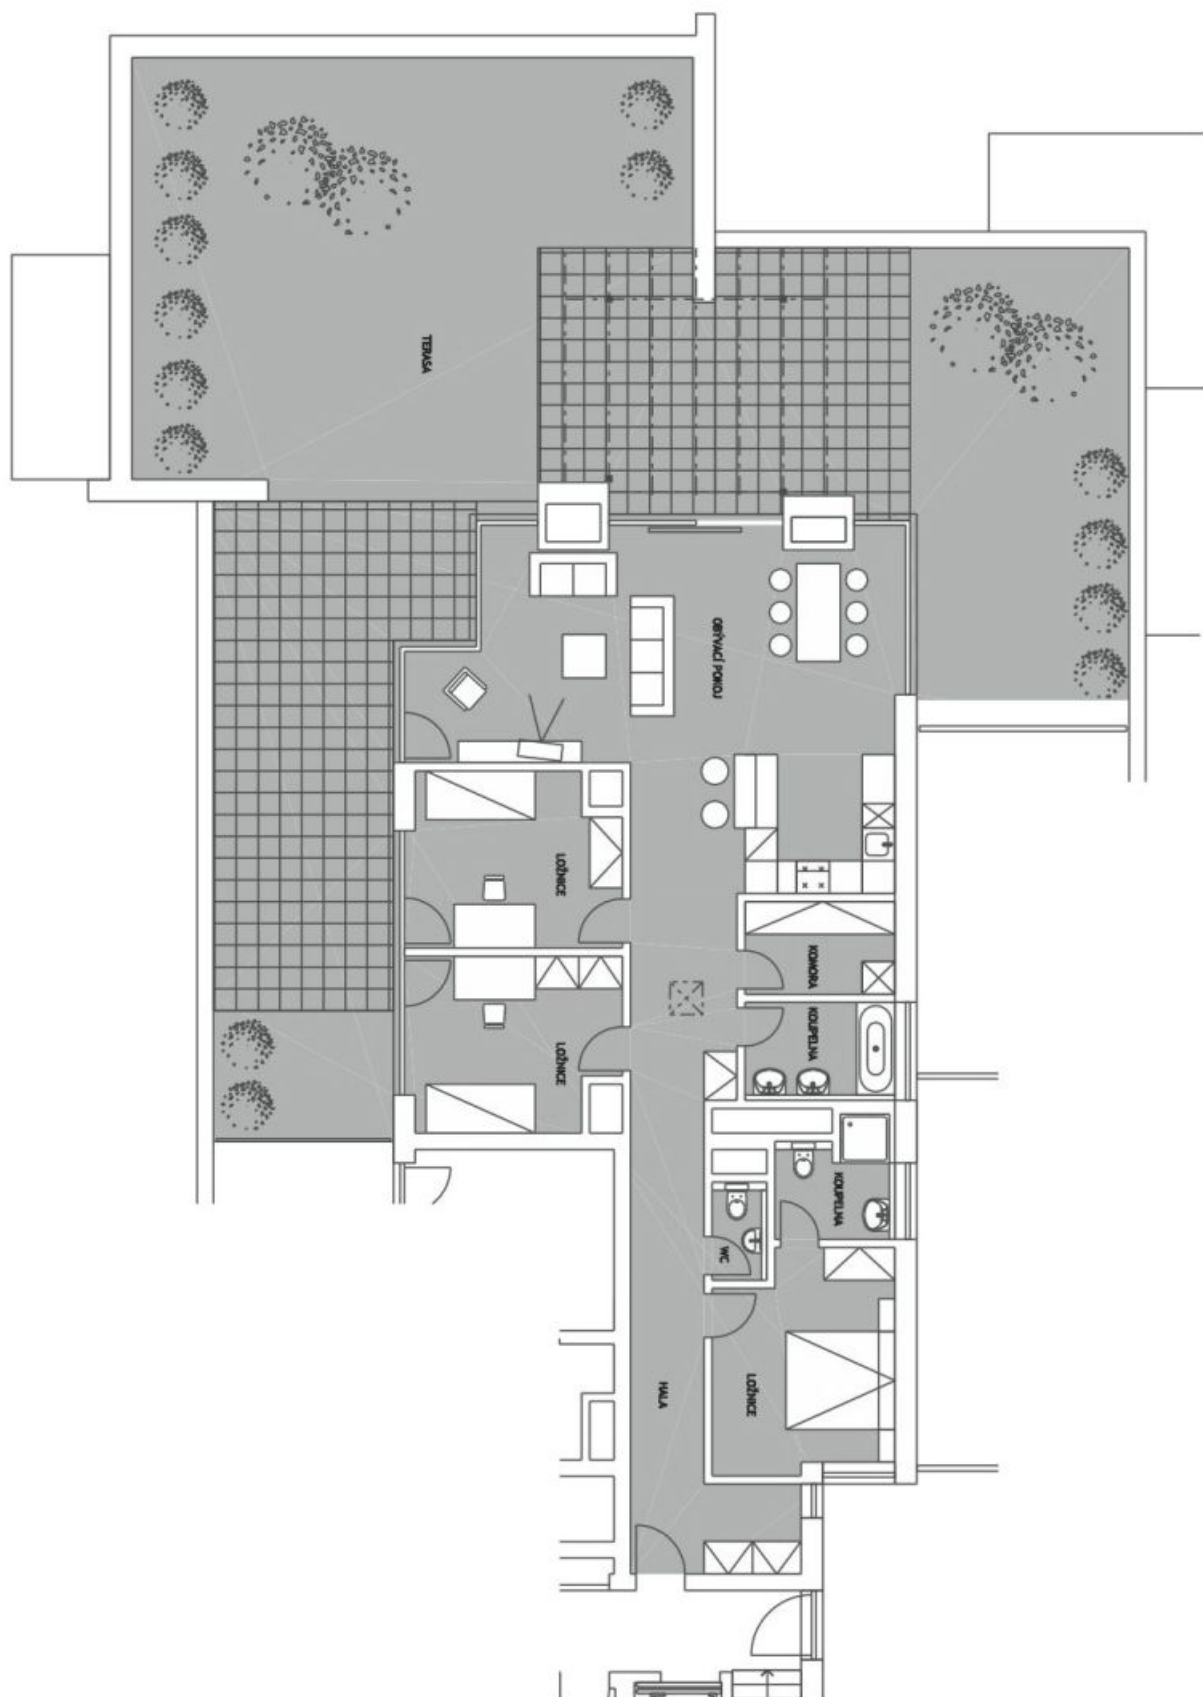 TERASA
OBÝVACÍ POKOJ
LOŽNICE
KOMORA
KOUPELNA
LOŽNICE
KOUPELNA
WC
HALA
LOŽNICE